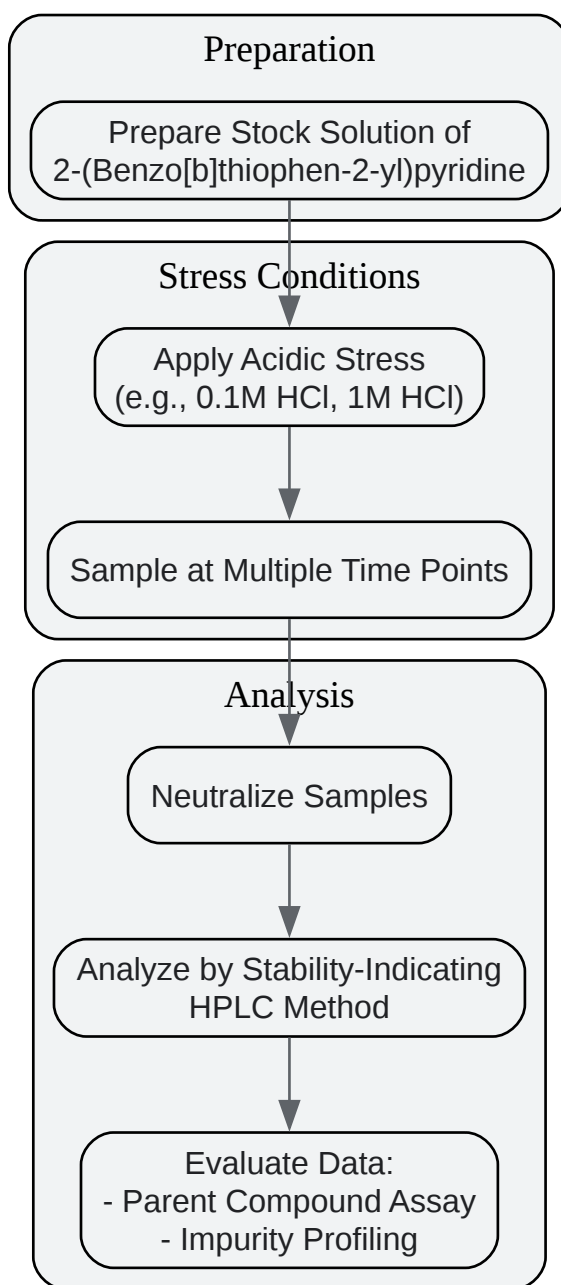 Preparation
Prepare Stock Solution of
2-(Benzo[b]thiophen-2-yl)pyridine
Stress Conditions
Apply Acidic Stress
(e.g., 0.1M HCl, 1M HCl)
Sample at Multiple Time Points
Analysis
Neutralize Samples
Analyze by Stability-Indicating
HPLC Method
Evaluate Data:
- Parent Compound Assay
- Impurity Profiling